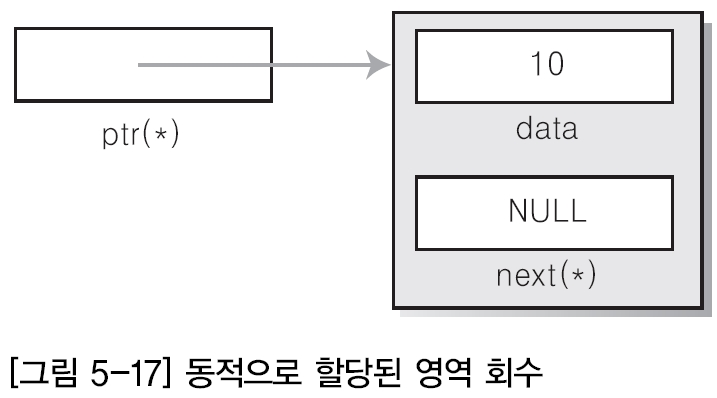 10
ptr(*)
data
NULL
next(*)
[그림 5-17] 동적으로 할당된 영역 회수